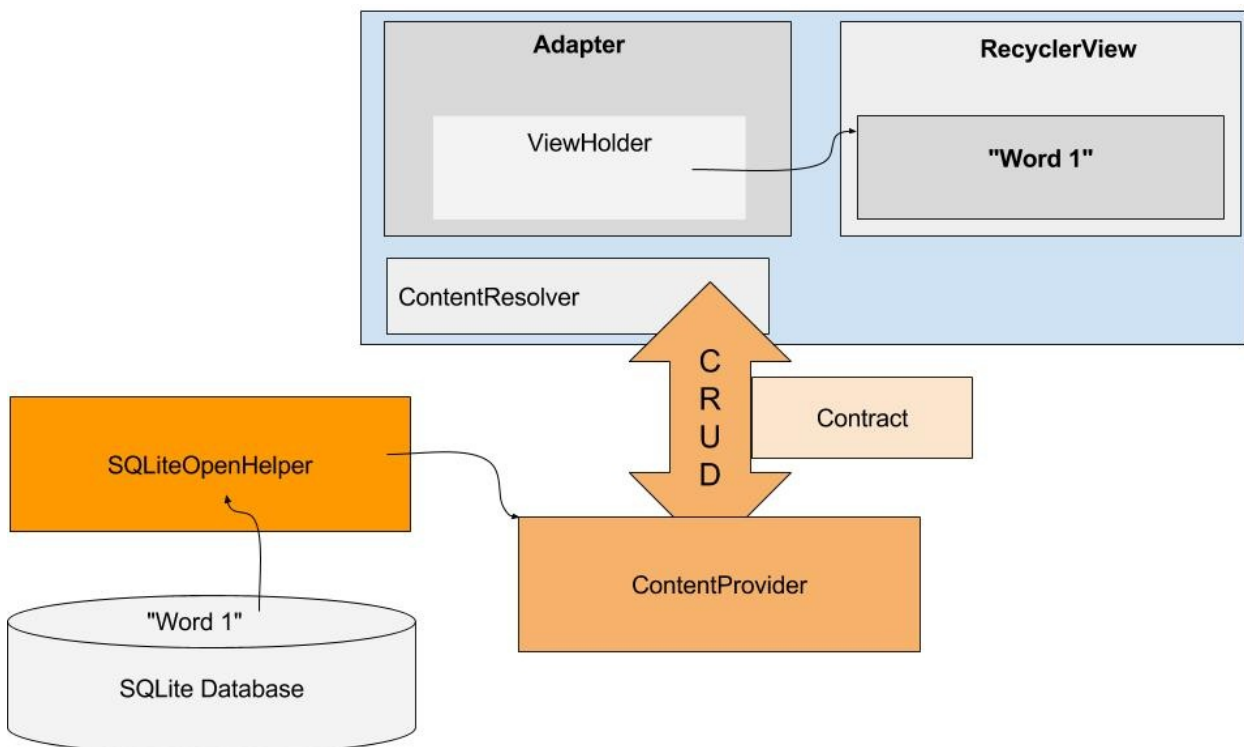 Adapter
RecyclerView
ViewHolder
"Word 1"
ContentResolver
C
R
U
D
Contract
SQLiteOpenHelper
ContentProvider
"Word 1"
SQLite Database